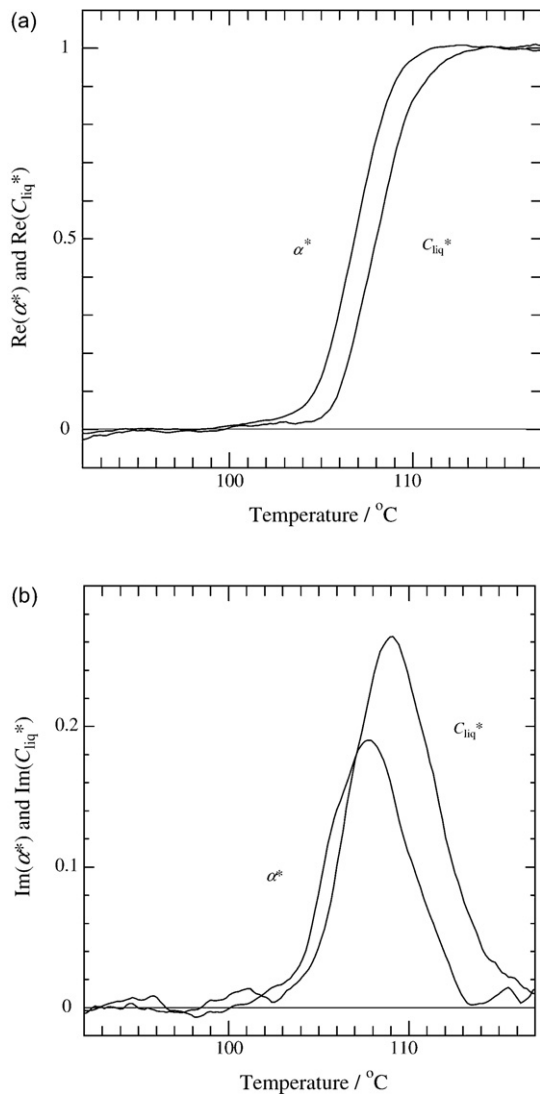 (a)
1
0.5
0
Re(α*) and Re(C_liq*)
α*
C_liq*
100
110
Temperature / °C
(b)
0.2
0.1
0
Im(α*) and Im(C_liq*)
C_liq*
α*
100
110
Temperature / °C